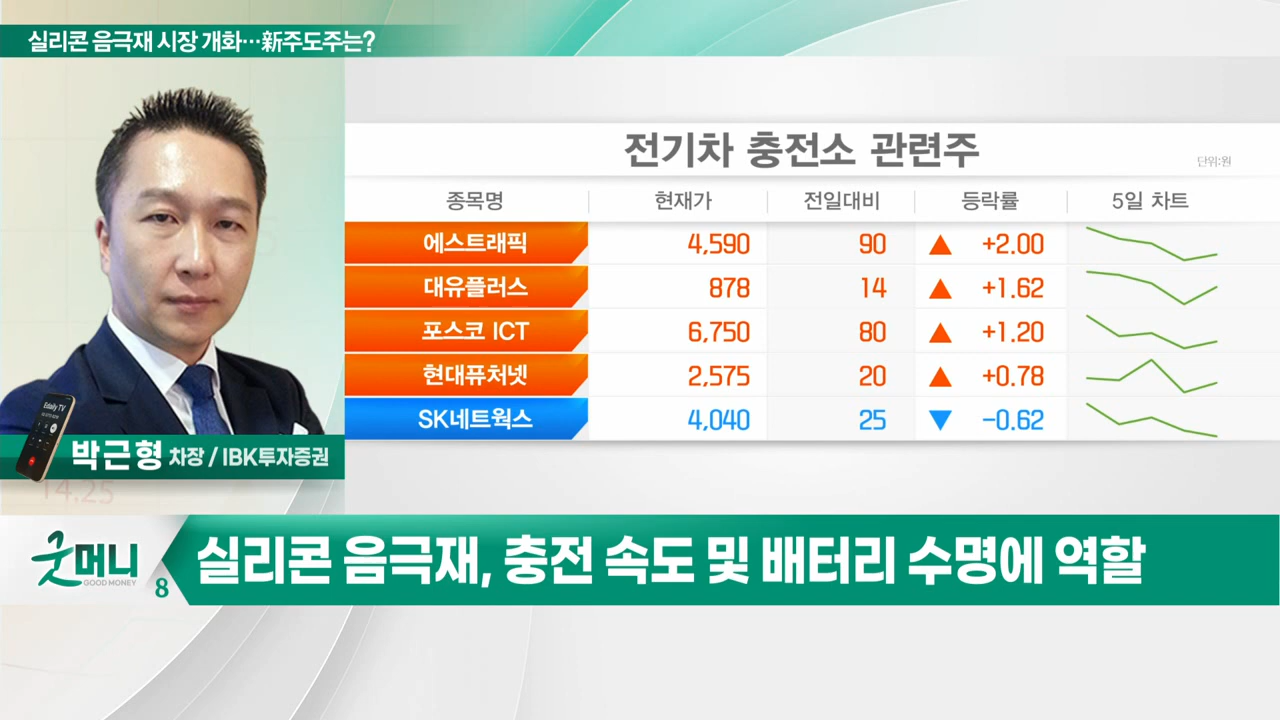 실리콘 음극재 시장 개화…新주도주는?
전기차 충전소 관련주
단위:원
종목명 현재가 전일대비 등락률 5일 차트
에스트래픽 4,590 90 ▲ +2.00
대유플러스 878 14 ▲ +1.62
포스코 ICT 6,750 80 ▲ +1.20
현대퓨처넷 2,575 20 ▲ +0.78
SK네트웍스 4,040 25 ▼ -0.62
Edaily TV
박근형 차장 / IBK투자증권
14.25
굿머니
GOOD MONEY
8
실리콘 음극재, 충전 속도 및 배터리 수명에 역할